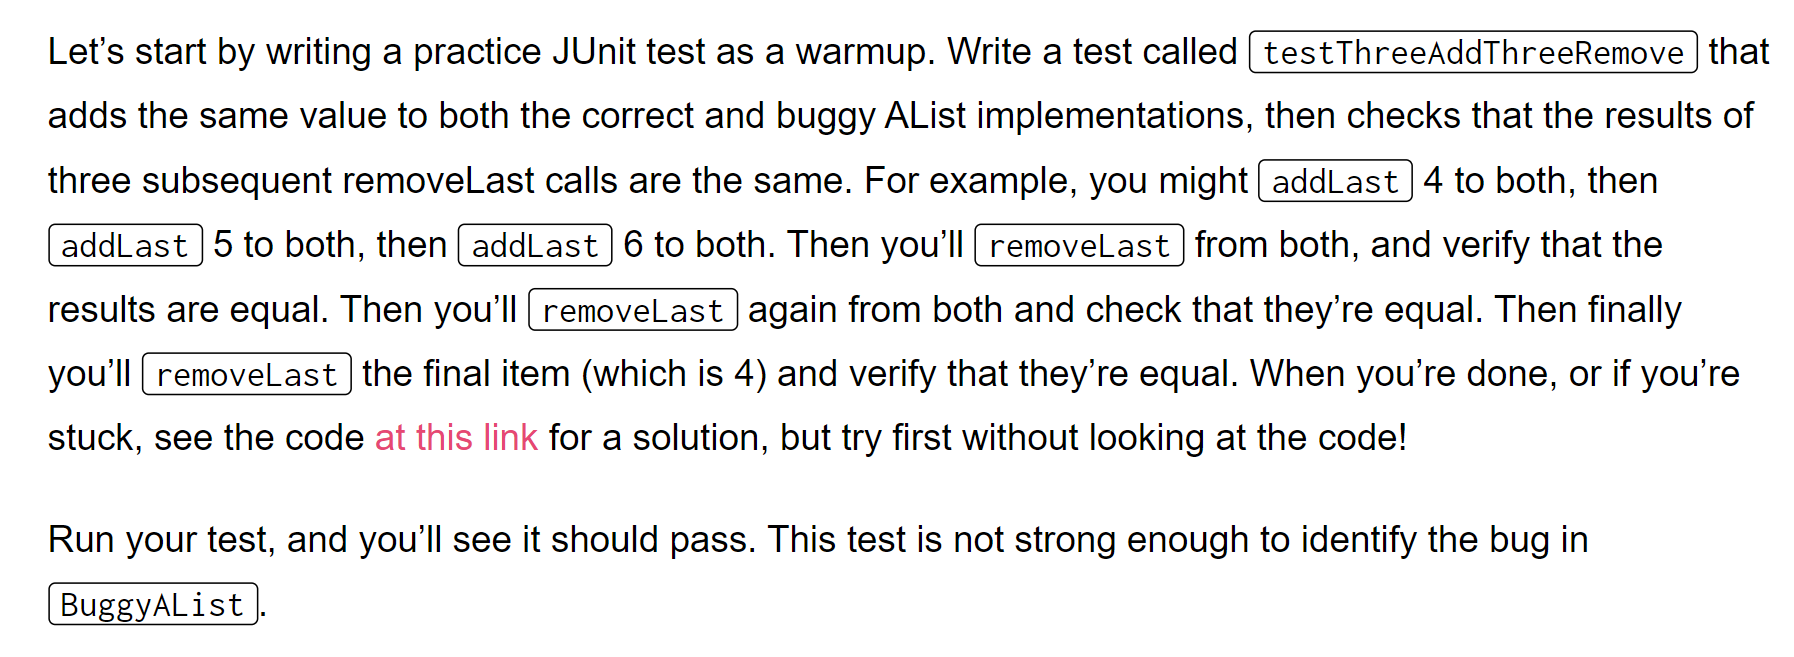 Let’s start by writing a practice JUnit test as a warmup. Write a test called testThreeAddThreeRemove that
adds the same value to both the correct and buggy AList implementations, then checks that the results of
three subsequent removeLast calls are the same. For example, you might addLast 4 to both, then
addLast 5 to both, then addLast 6 to both. Then you’ll removeLast from both, and verify that the
results are equal. Then you’ll removeLast again from both and check that they’re equal. Then finally
you’ll removeLast the final item (which is 4) and verify that they’re equal. When you’re done, or if you’re
stuck, see the code at this link for a solution, but try first without looking at the code!
Run your test, and you’ll see it should pass. This test is not strong enough to identify the bug in
BuggyAList.